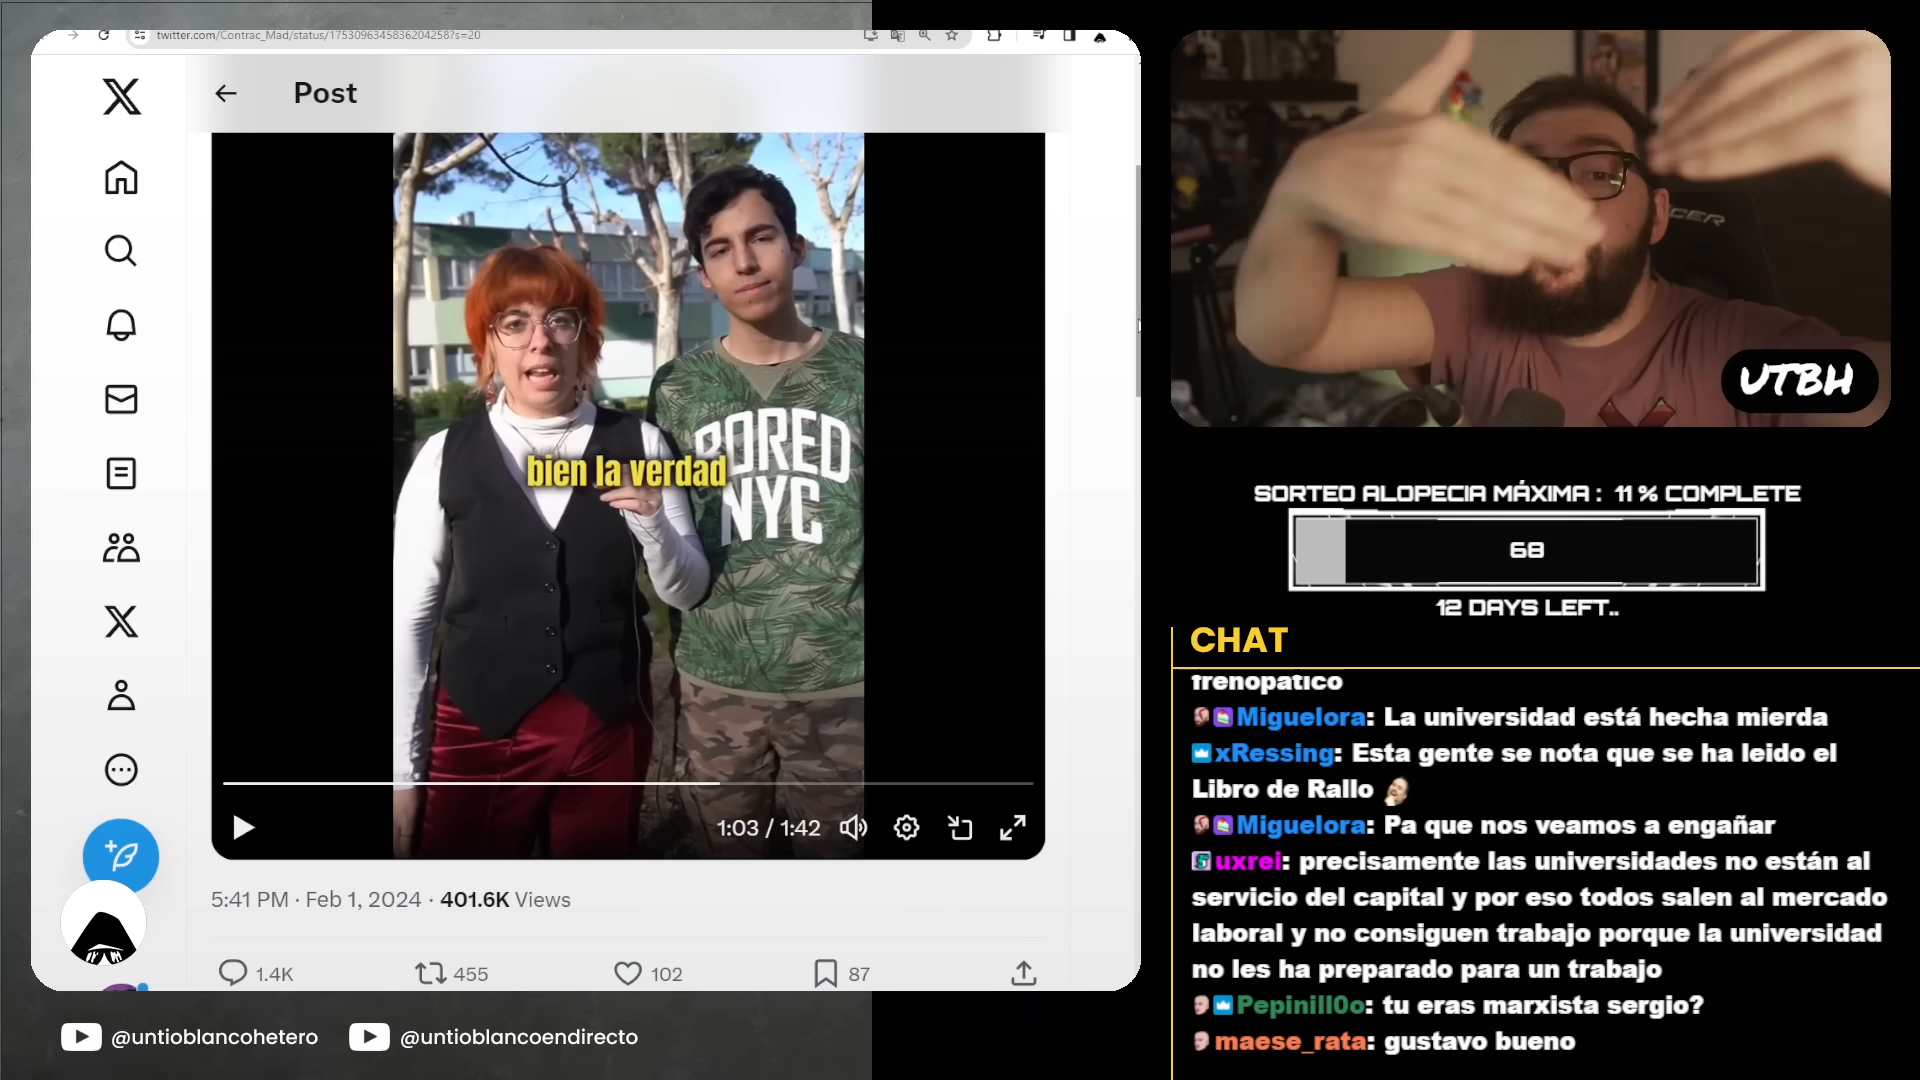 twitter.com/Contrac_Mad/status/1753096345836204258?s=20
Post
BORED
NYC
bien la verdad
1:03 / 1:42
5:41 PM · Feb 1, 2024 · 401.6K Views
1.4K
455
102
87
@untioblancohetero
@untioblancoendirecto
UTBH
SORTEO ALOPECIA MÁXIMA : 11 % COMPLETE
68
12 DAYS LEFT..
CHAT
frenopatico
Miguelora: La universidad está hecha mierda
xRessing: Esta gente se nota que se ha leido el
Libro de Rallo
Miguelora: Pa que nos veamos a engañar
uxrei: precisamente las universidades no están al
servicio del capital y por eso todos salen al mercado
laboral y no consiguen trabajo porque la universidad
no les ha preparado para un trabajo
Pepinill0o: tu eras marxista sergio?
maese_rata: gustavo bueno